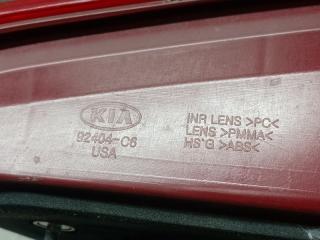 KIA
92404-C6
USA
INR LENS >PC<
LENS >PMMA<
HS'G >ABS<